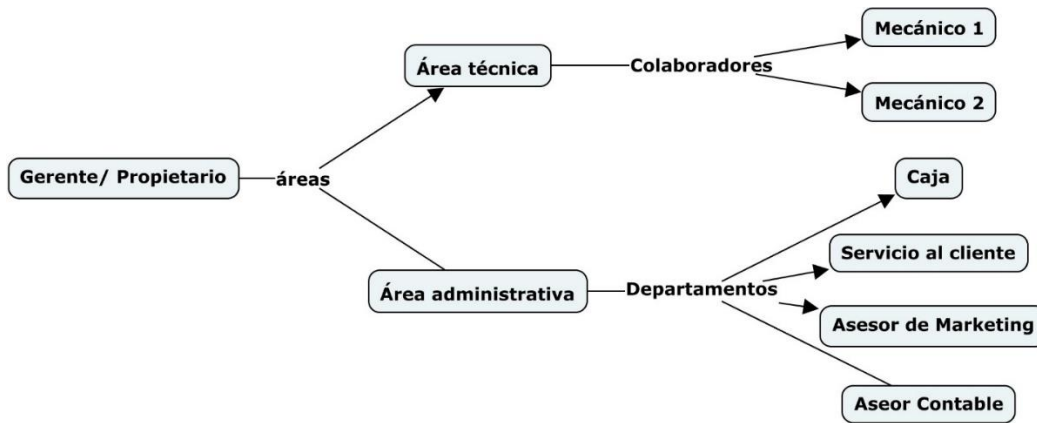 Gerente/ Propietario
áreas
Área técnica
Colaboradores
Mecánico 1
Mecánico 2
Área administrativa
Departamentos
Caja
Servicio al cliente
Asesor de Marketing
Aseor Contable